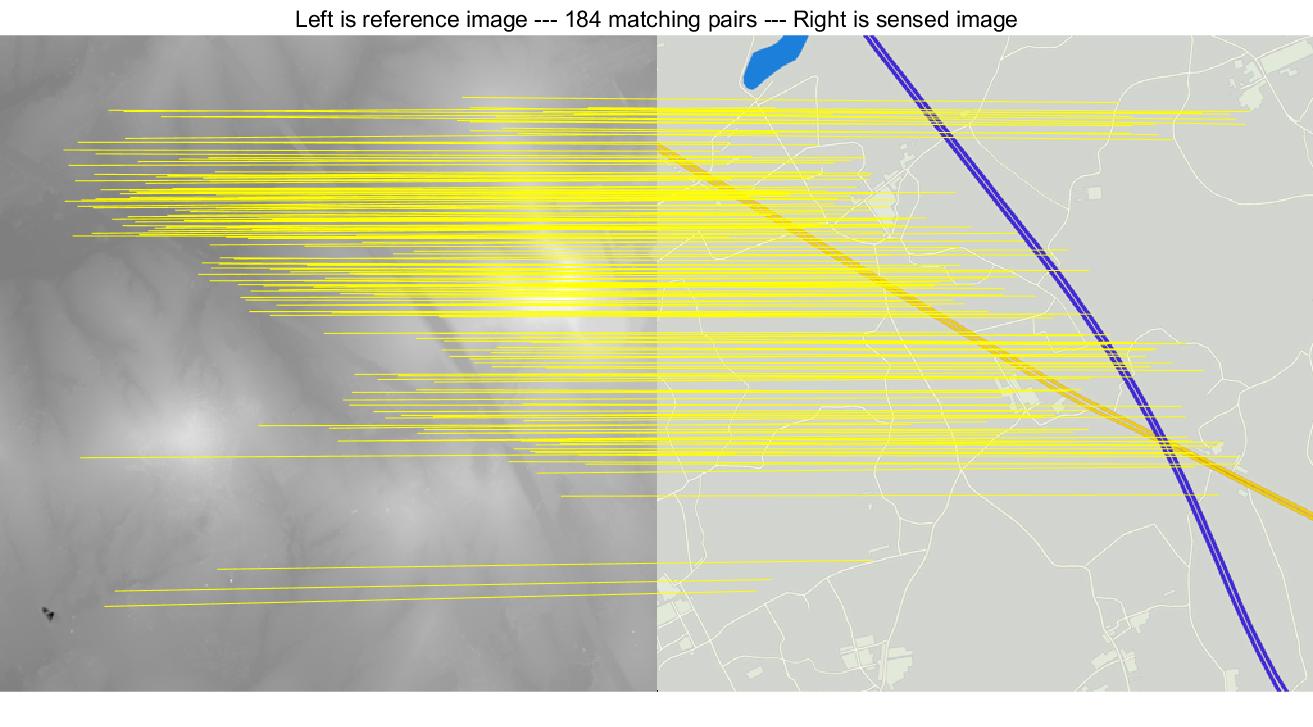 Left is reference image --- 184 matching pairs --- Right is sensed image